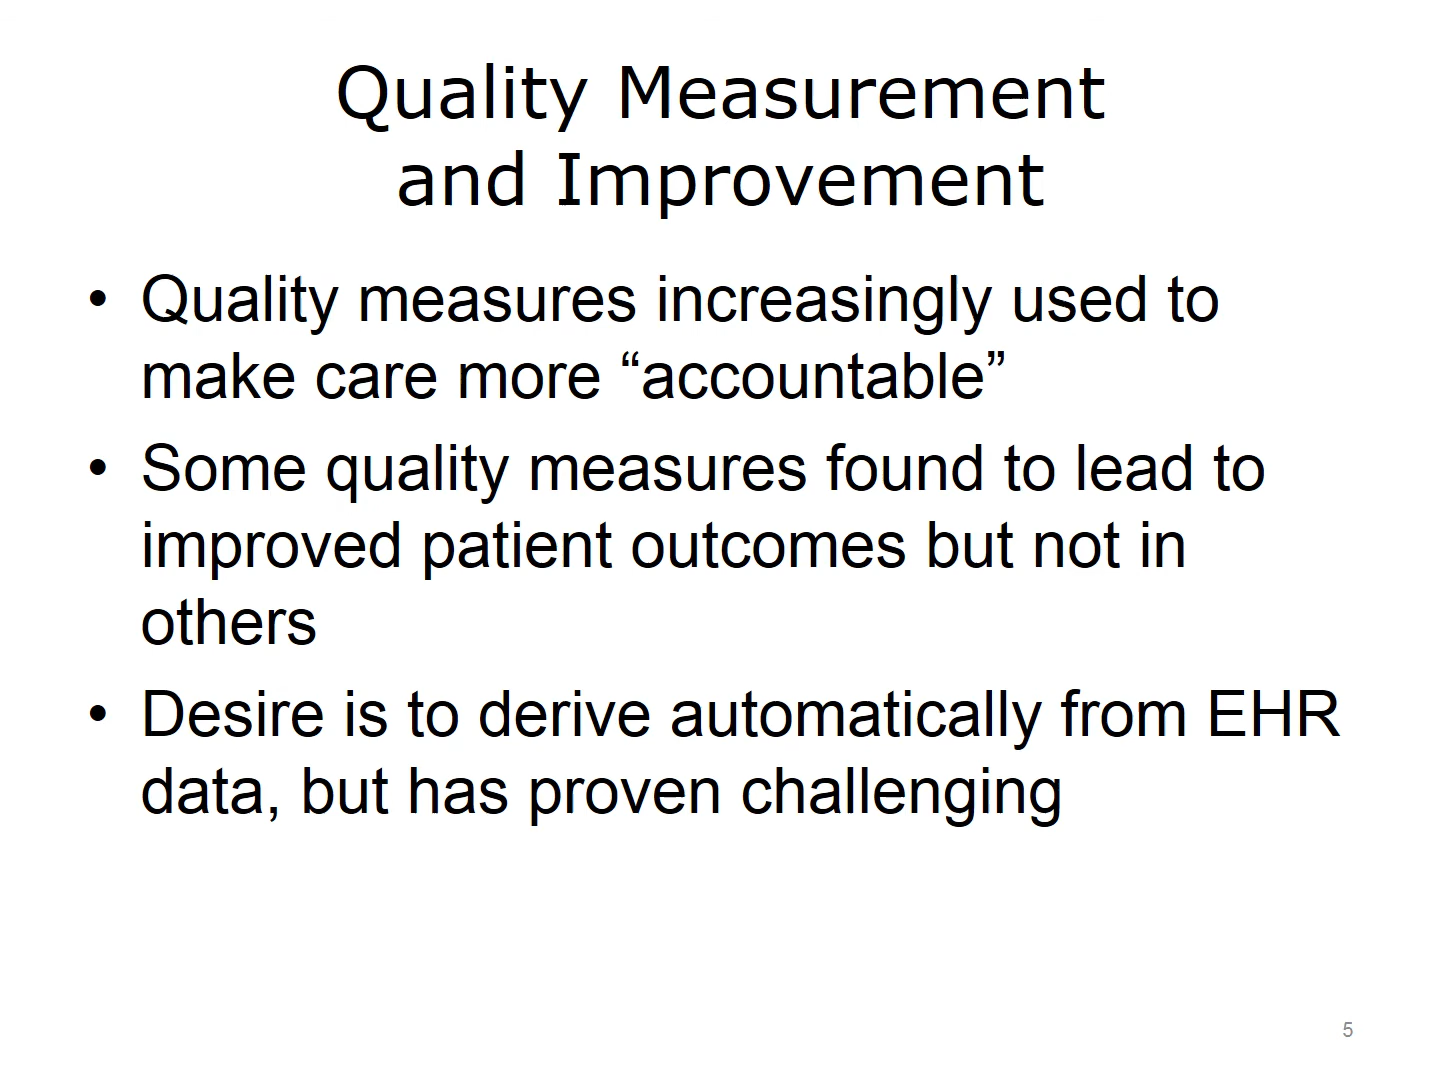 Quality Measurement
and Improvement
• Quality measures increasingly used to
make care more “accountable”
• Some quality measures found to lead to
improved patient outcomes but not in
others
• Desire is to derive automatically from EHR
data, but has proven challenging
5